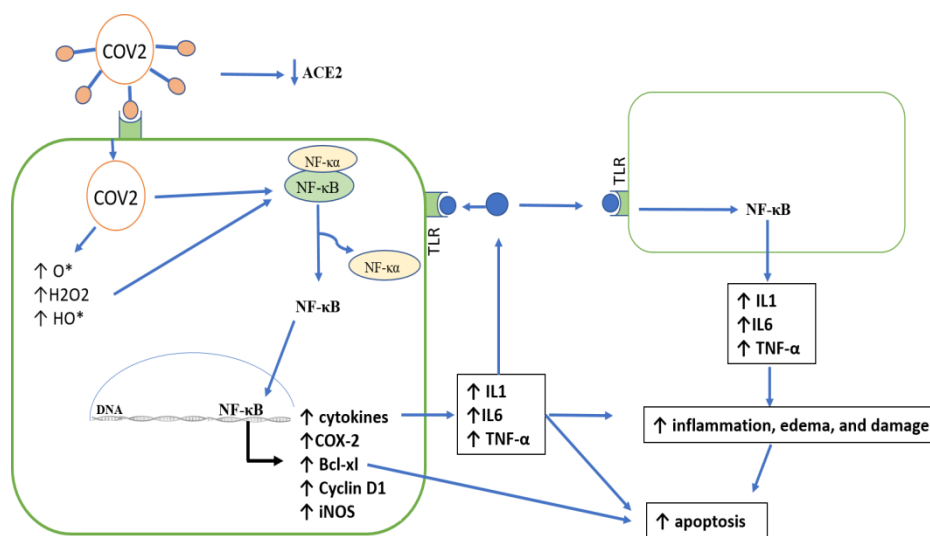 COV2
↓ ACE2
COV2
NF-κα
NF-κB
NF-κα
↑ O*
↑H2O2
↑ HO*
NF-κB
DNA
NF-κB
↑ cytokines
↑COX-2
↑ Bcl-xl
↑ Cyclin D1
↑ iNOS
TLR
↑ IL1
↑IL6
↑ TNF-α
TLR
NF-κB
↑ IL1
↑IL6
↑ TNF-α
↑ inflammation, edema, and damage
↑ apoptosis